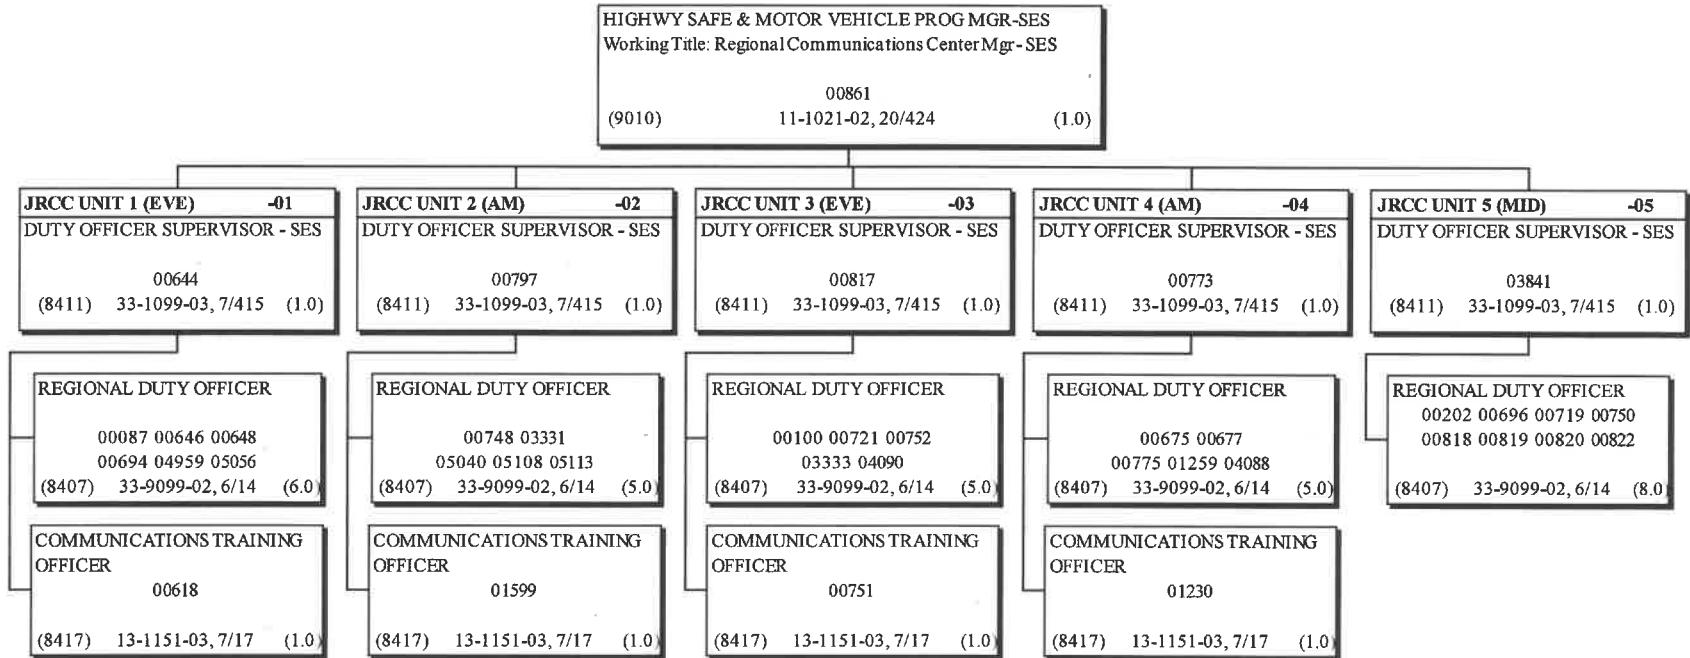 HIGHWY SAFE & MOTOR VEHICLE PROG MGR-SES
Working Title: Regional Communications Center Mgr - SES
00861
(9010) 11-1021-02, 20/424 (1.0)
JRCC UNIT 1 (EVE) -01
DUTY OFFICER SUPERVISOR - SES
00644
(8411) 33-1099-03, 7/415 (1.0)
REGIONAL DUTY OFFICER
00087 00646 00648
00694 04959 05056
(8407) 33-9099-02, 6/14 (6.0)
COMMUNICATIONS TRAINING
OFFICER
00618
(8417) 13-1151-03, 7/17 (1.0)
JRCC UNIT 2 (AM) -02
DUTY OFFICER SUPERVISOR - SES
00797
(8411) 33-1099-03, 7/415 (1.0)
REGIONAL DUTY OFFICER
00748 03331
05040 05108 05113
(8407) 33-9099-02, 6/14 (5.0)
COMMUNICATIONS TRAINING
OFFICER
01599
(8417) 13-1151-03, 7/17 (1.0)
JRCC UNIT 3 (EVE) -03
DUTY OFFICER SUPERVISOR - SES
00817
(8411) 33-1099-03, 7/415 (1.0)
REGIONAL DUTY OFFICER
00100 00721 00752
03333 04090
(8407) 33-9099-02, 6/14 (5.0)
COMMUNICATIONS TRAINING
OFFICER
00751
(8417) 13-1151-03, 7/17 (1.0)
JRCC UNIT 4 (AM) -04
DUTY OFFICER SUPERVISOR - SES
00773
(8411) 33-1099-03, 7/415 (1.0)
REGIONAL DUTY OFFICER
00675 00677
00775 01259 04088
(8407) 33-9099-02, 6/14 (5.0)
COMMUNICATIONS TRAINING
OFFICER
01230
(8417) 13-1151-03, 7/17 (1.0)
JRCC UNIT 5 (MID) -05
DUTY OFFICER SUPERVISOR - SES
03841
(8411) 33-1099-03, 7/415 (1.0)
REGIONAL DUTY OFFICER
00202 00696 00719 00750
00818 00819 00820 00822
(8407) 33-9099-02, 6/14 (8.0)